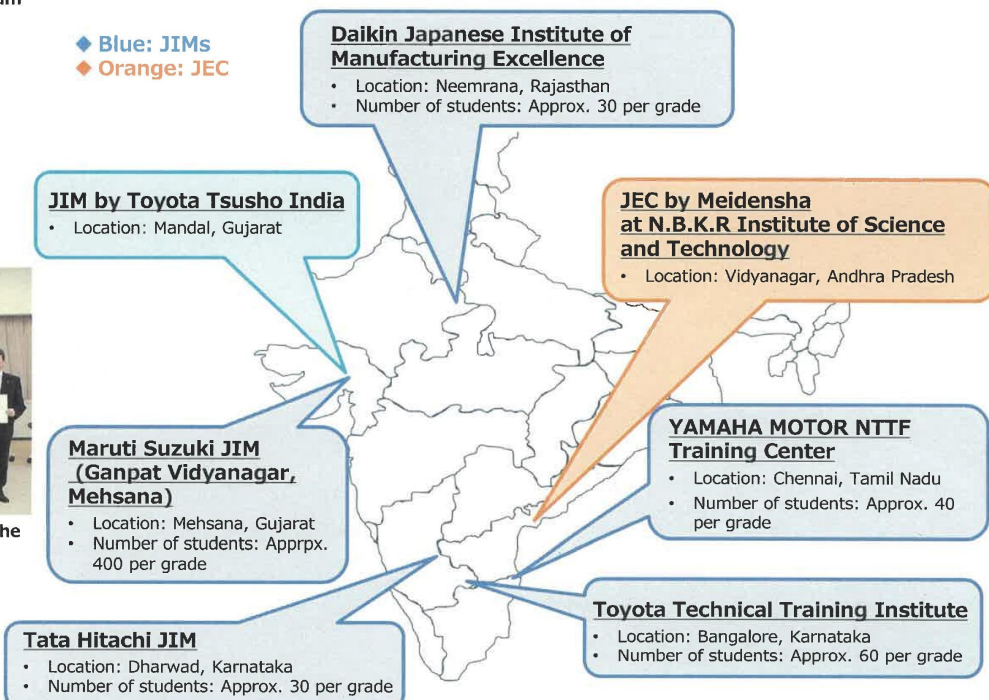 ◆ Blue: JIMs
◆ Orange: JEC
Daikin Japanese Institute of
Manufacturing Excellence
• Location: Neemrana, Rajasthan
• Number of students: Approx. 30 per grade
JIM by Toyota Tsusho India
• Location: Mandal, Gujarat
JEC by Meidensha
at N.B.K.R Institute of Science
and Technology
• Location: Vidyanagar, Andhra Pradesh
Maruti Suzuki JIM
(Ganpat Vidyanagar,
Mehsana)
• Location: Mehsana, Gujarat
• Number of students: Apprpx.
400 per grade
he
YAMAHA MOTOR NTTF
Training Center
• Location: Chennai, Tamil Nadu
• Number of students: Approx. 40
per grade
Toyota Technical Training Institute
• Location: Bangalore, Karnataka
• Number of students: Approx. 60 per grade
Tata Hitachi JIM
• Location: Dharwad, Karnataka
• Number of students: Approx. 30 per grade